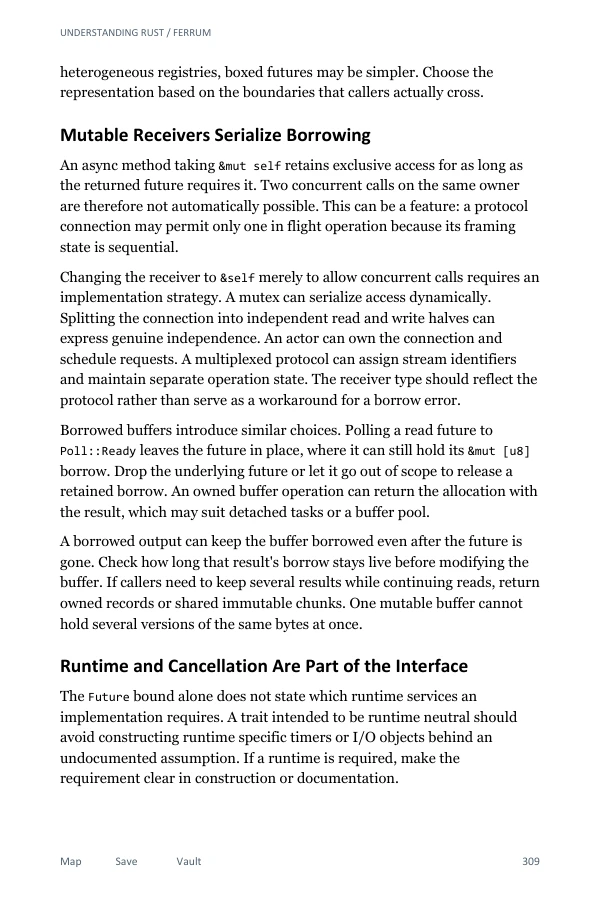 UNDERSTANDING RUST / FERRUM
heterogeneous registries, boxed futures may be simpler. Choose the
representation based on the boundaries that callers actually cross.
Mutable Receivers Serialize Borrowing
An async method taking &mut self retains exclusive access for as long as
the returned future requires it. Two concurrent calls on the same owner
are therefore not automatically possible. This can be a feature: a protocol
connection may permit only one in flight operation because its framing
state is sequential.
Changing the receiver to &self merely to allow concurrent calls requires an
implementation strategy. A mutex can serialize access dynamically.
Splitting the connection into independent read and write halves can
express genuine independence. An actor can own the connection and
schedule requests. A multiplexed protocol can assign stream identifiers
and maintain separate operation state. The receiver type should reflect the
protocol rather than serve as a workaround for a borrow error.
Borrowed buffers introduce similar choices. Polling a read future to
Poll::Ready leaves the future in place, where it can still hold its &mut [u8]
borrow. Drop the underlying future or let it go out of scope to release a
retained borrow. An owned buffer operation can return the allocation with
the result, which may suit detached tasks or a buffer pool.
A borrowed output can keep the buffer borrowed even after the future is
gone. Check how long that result's borrow stays live before modifying the
buffer. If callers need to keep several results while continuing reads, return
owned records or shared immutable chunks. One mutable buffer cannot
hold several versions of the same bytes at once.
Runtime and Cancellation Are Part of the Interface
The Future bound alone does not state which runtime services an
implementation requires. A trait intended to be runtime neutral should
avoid constructing runtime specific timers or I/O objects behind an
undocumented assumption. If a runtime is required, make the
requirement clear in construction or documentation.
Map Save Vault 309